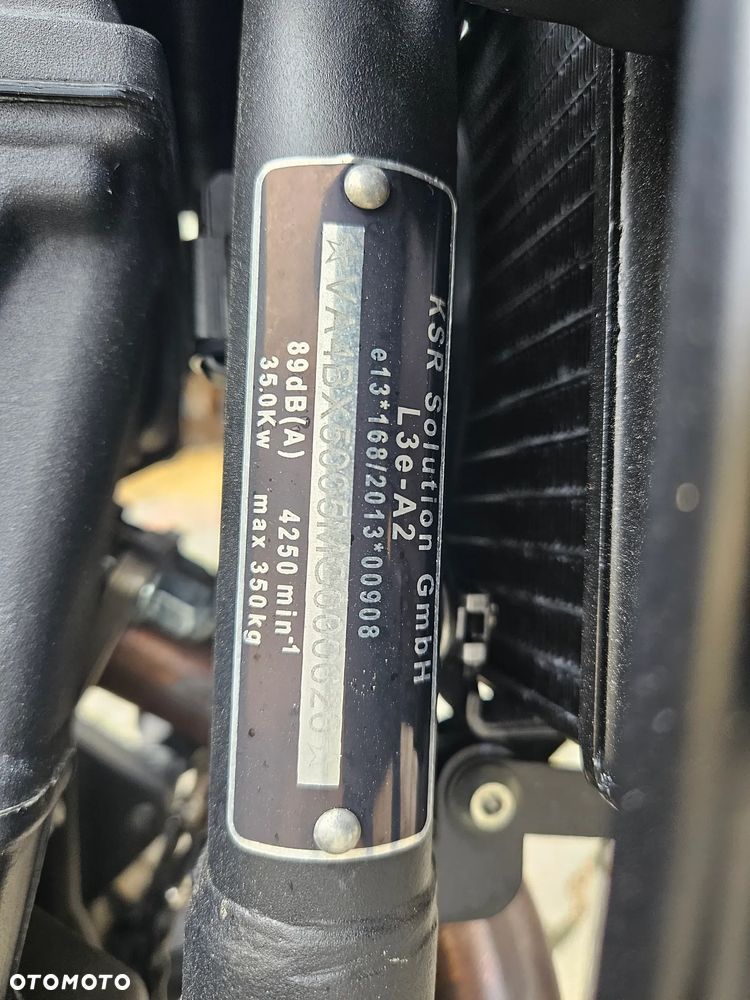 KSR Solution GmbH
L3e-A2
e13*168/2013*00908
89dB(A) 4250 min-1
35.0Kw max 350kg
OTOMOTO